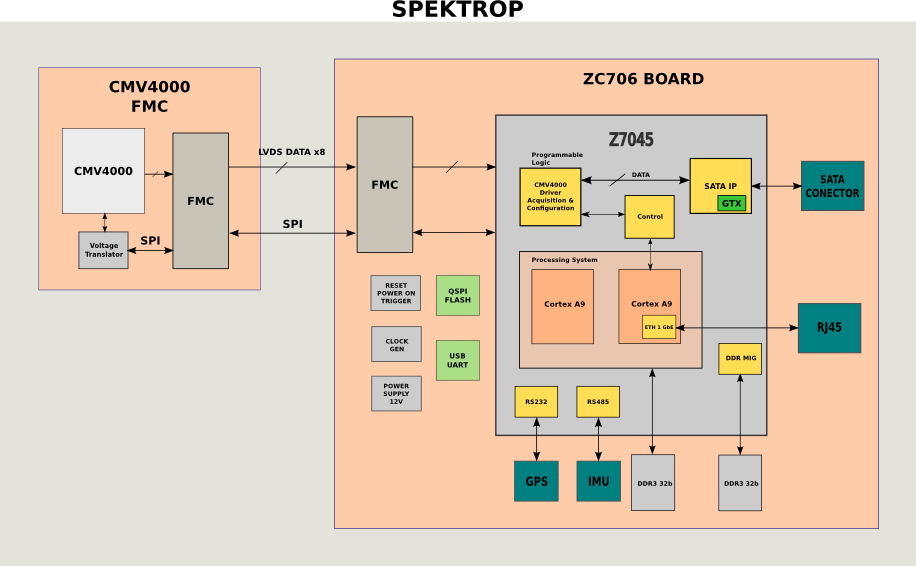 SPEKTROP
CMV4000
FMC
CMV4000
FMC
Voltage
Translator
SPI
LVDS DATA x8
SPI
ZC706 BOARD
FMC
RESET
POWER ON
TRIGGER
QSPI
FLASH
CLOCK
GEN
USB
UART
POWER
SUPPLY
12V
Z7045
Programmable
Logic
CMV4000
Driver
Acquisition &
Configuration
DATA
SATA IP
GTX
Control
Processing System
Cortex A9
Cortex A9
ETH 1 GbE
DDR MIG
RS232
RS485
SATA
CONECTOR
RJ45
GPS
IMU
DDR3 32b
DDR3 32b